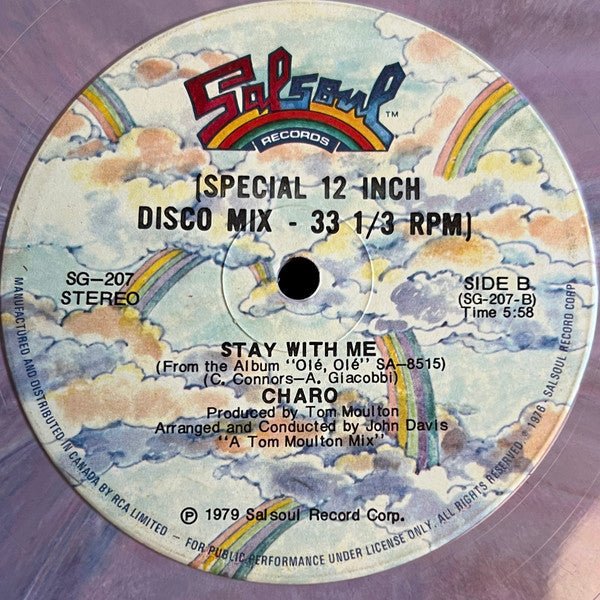 Salsoul™
RECORDS
(SPECIAL 12 INCH
DISCO MIX - 33 1/3 RPM)
SG-207
STEREO
SIDE B
(SG-207-B)
Time 5:58
STAY WITH ME
(From the Album "Olé, Olé" SA-8515)
(C. Connors-A. Giacobbi)
CHARO
Produced by Tom Moulton
Arranged and Conducted by John Davis
"A Tom Moulton Mix"
℗ 1979 Salsoul Record Corp.
MANUFACTURED AND DISTRIBUTED IN CANADA BY RCA LIMITED - FOR PUBLIC PERFORMANCE UNDER LICENSE ONLY. ALL RIGHTS RESERVED © 1976 SALSOUL RECORD CORP.